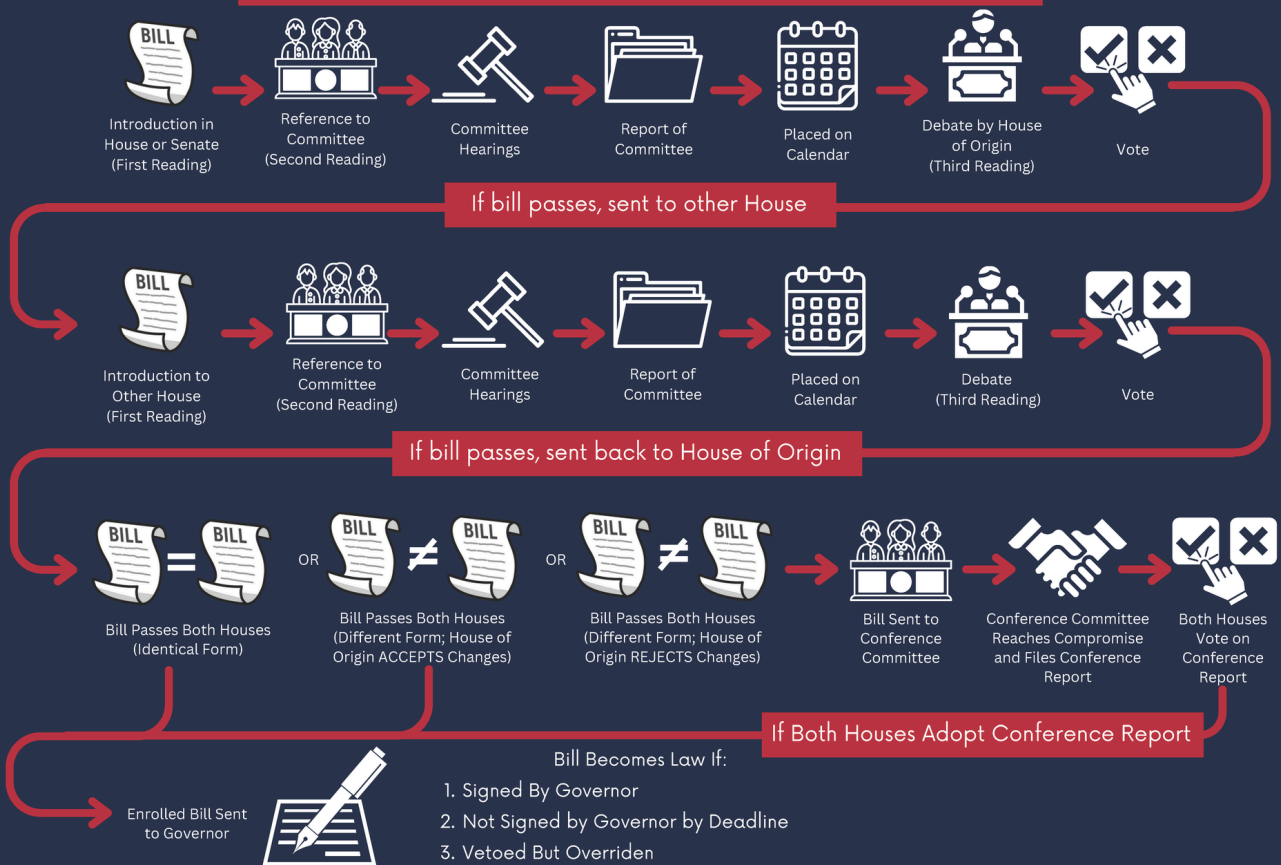 BILL
Introduction in
House or Senate
(First Reading)
Reference to
Committee
(Second Reading)
Committee
Hearings
Report of
Committee
Placed on
Calendar
Debate by House
of Origin
(Third Reading)
Vote
If bill passes, sent to other House
BILL
Introduction to
Other House
(First Reading)
Reference to
Committee
(Second Reading)
Committee
Hearings
Report of
Committee
Placed on
Calendar
Debate
(Third Reading)
Vote
If bill passes, sent back to House of Origin
BILL = BILL
Bill Passes Both Houses
(Identical Form)
OR
BILL ≠ BILL
Bill Passes Both Houses
(Different Form; House of
Origin ACCEPTS Changes)
OR
BILL ≠ BILL
Bill Passes Both Houses
(Different Form; House of
Origin REJECTS Changes)
Bill Sent to
Conference
Committee
Conference Committee
Reaches Compromise
and Files Conference
Report
Both Houses
Vote on
Conference
Report
If Both Houses Adopt Conference Report
Enrolled Bill Sent
to Governor
Bill Becomes Law If:
1. Signed By Governor
2. Not Signed by Governor by Deadline
3. Vetoed But Overriden